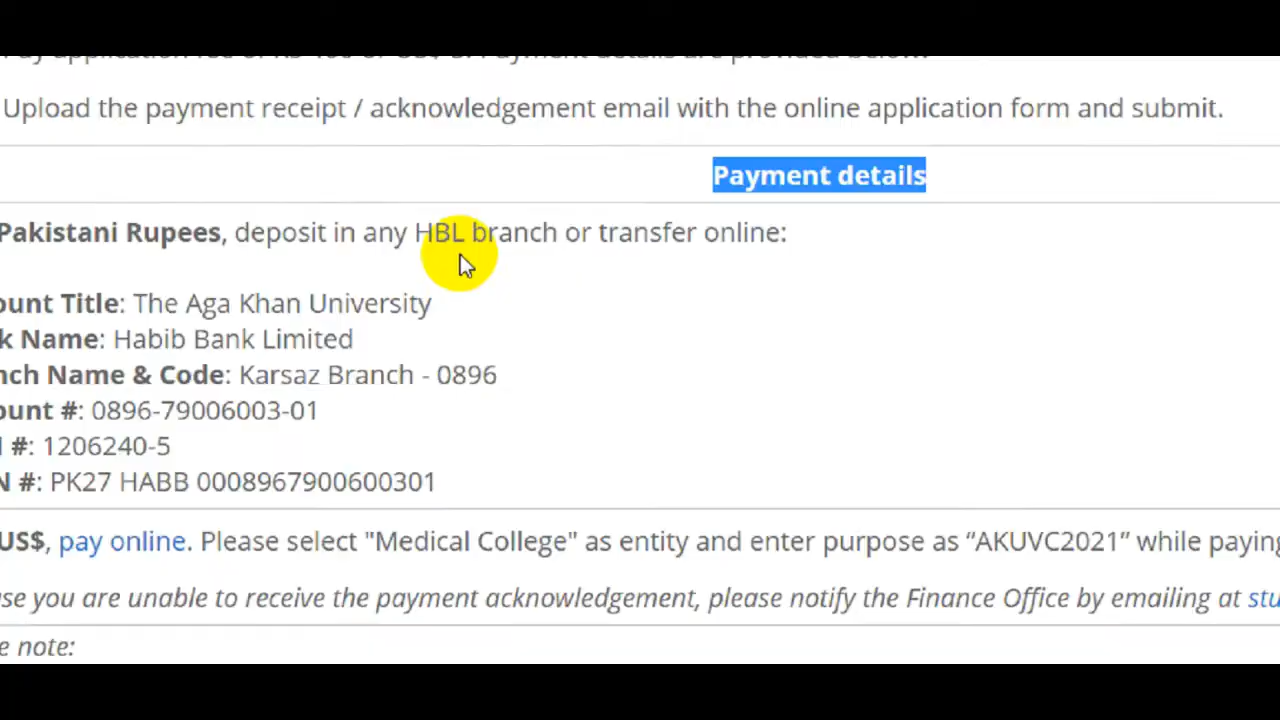 Upload the payment receipt / acknowledgement email with the online application form and submit.
Payment details
Pakistani Rupees, deposit in any HBL branch or transfer online:
ount Title: The Aga Khan University
k Name: Habib Bank Limited
nch Name & Code: Karsaz Branch - 0896
ount #: 0896-79006003-01
#: 1206240-5
N #: PK27 HABB 0008967900600301
US$, pay online. Please select "Medical College" as entity and enter purpose as “AKUVC2021” while paying
se you are unable to receive the payment acknowledgement, please notify the Finance Office by emailing at stu
e note: